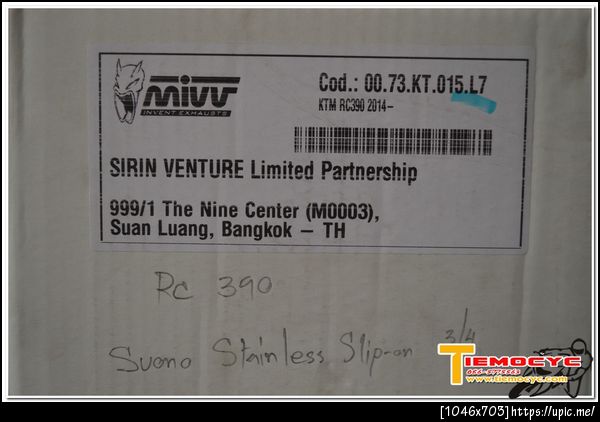 mivv
INVENT EXHAUSTS
Cod.: 00.73.KT.015.L7
KTM RC390 2014-
SIRIN VENTURE Limited Partnership
999/1 The Nine Center (M0003),
Suan Luang, Bangkok – TH
Rc 390
Suono Stainless Slip-on 3/4
TIEMOCYC
www.tiemocyc.com
[1046x703]https://upic.me/